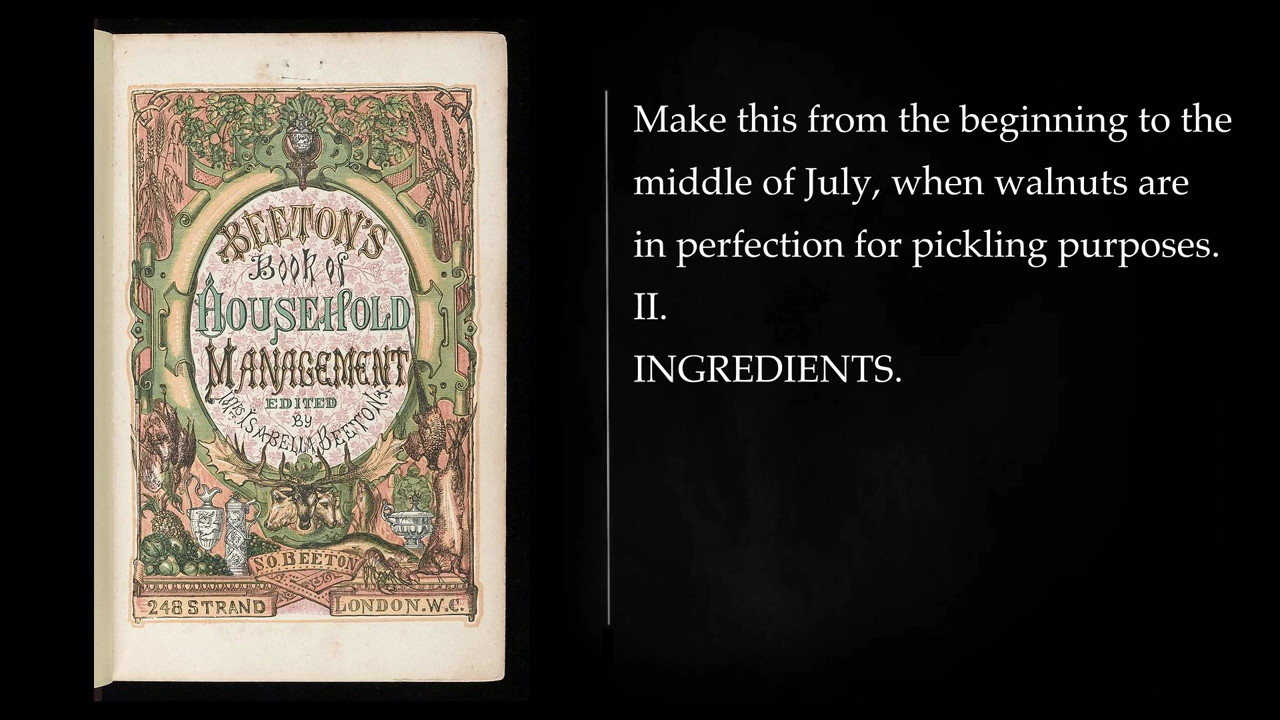 BEETON'S
Book of
HOUSEHOLD
MANAGEMENT
EDITED
BY
MRS ISABELLA BEETON
S.O. BEETON
248 STRAND
LONDON.W.C.
Make this from the beginning to the
middle of July, when walnuts are
in perfection for pickling purposes.
II.
INGREDIENTS.